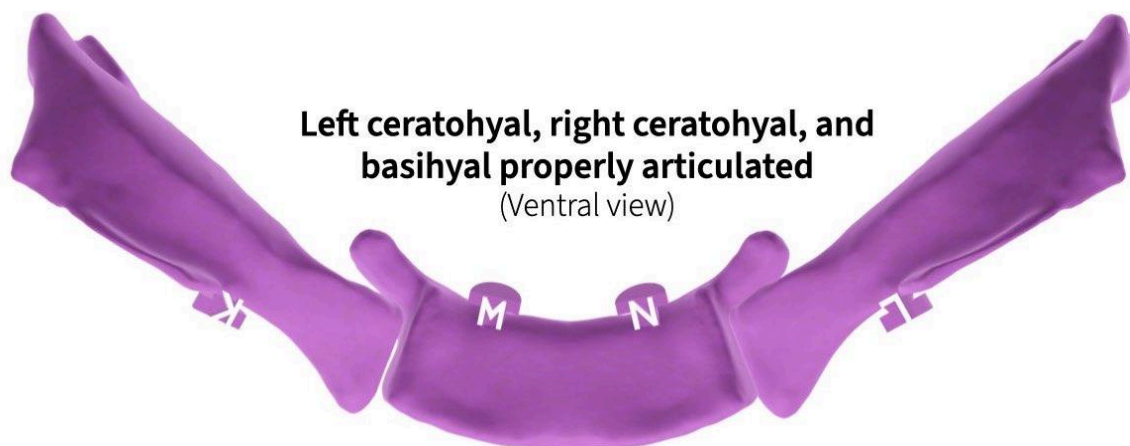 Left ceratohyal, right ceratohyal, and
basihyal properly articulated
(Ventral view)
K
M
N
L